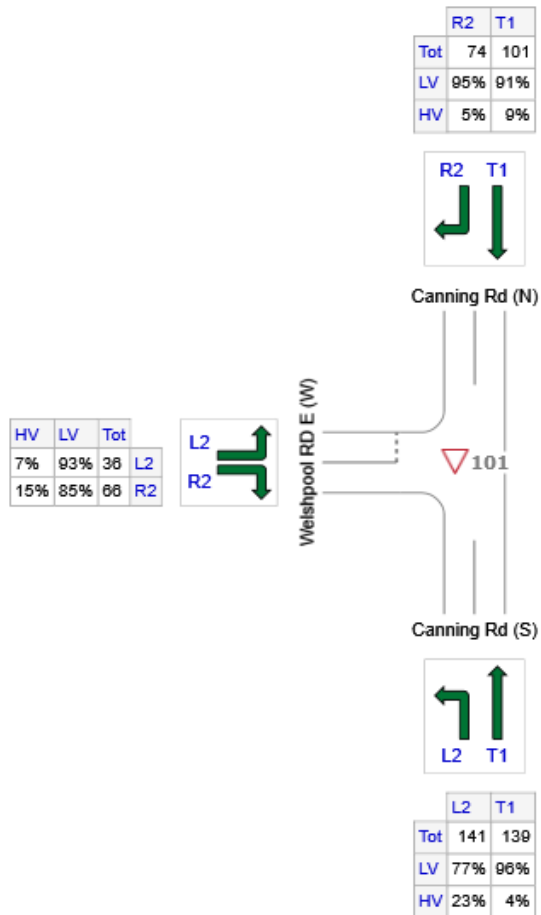 R2 T1
Tot 74 101
LV 95% 91%
HV 5% 9%
R2 T1
Canning Rd (N)
Welshpool RD E (W)
HV LV Tot
7% 93% 36 L2
15% 85% 66 R2
L2
R2
101
Canning Rd (S)
L2 T1
L2 T1
Tot 141 139
LV 77% 96%
HV 23% 4%